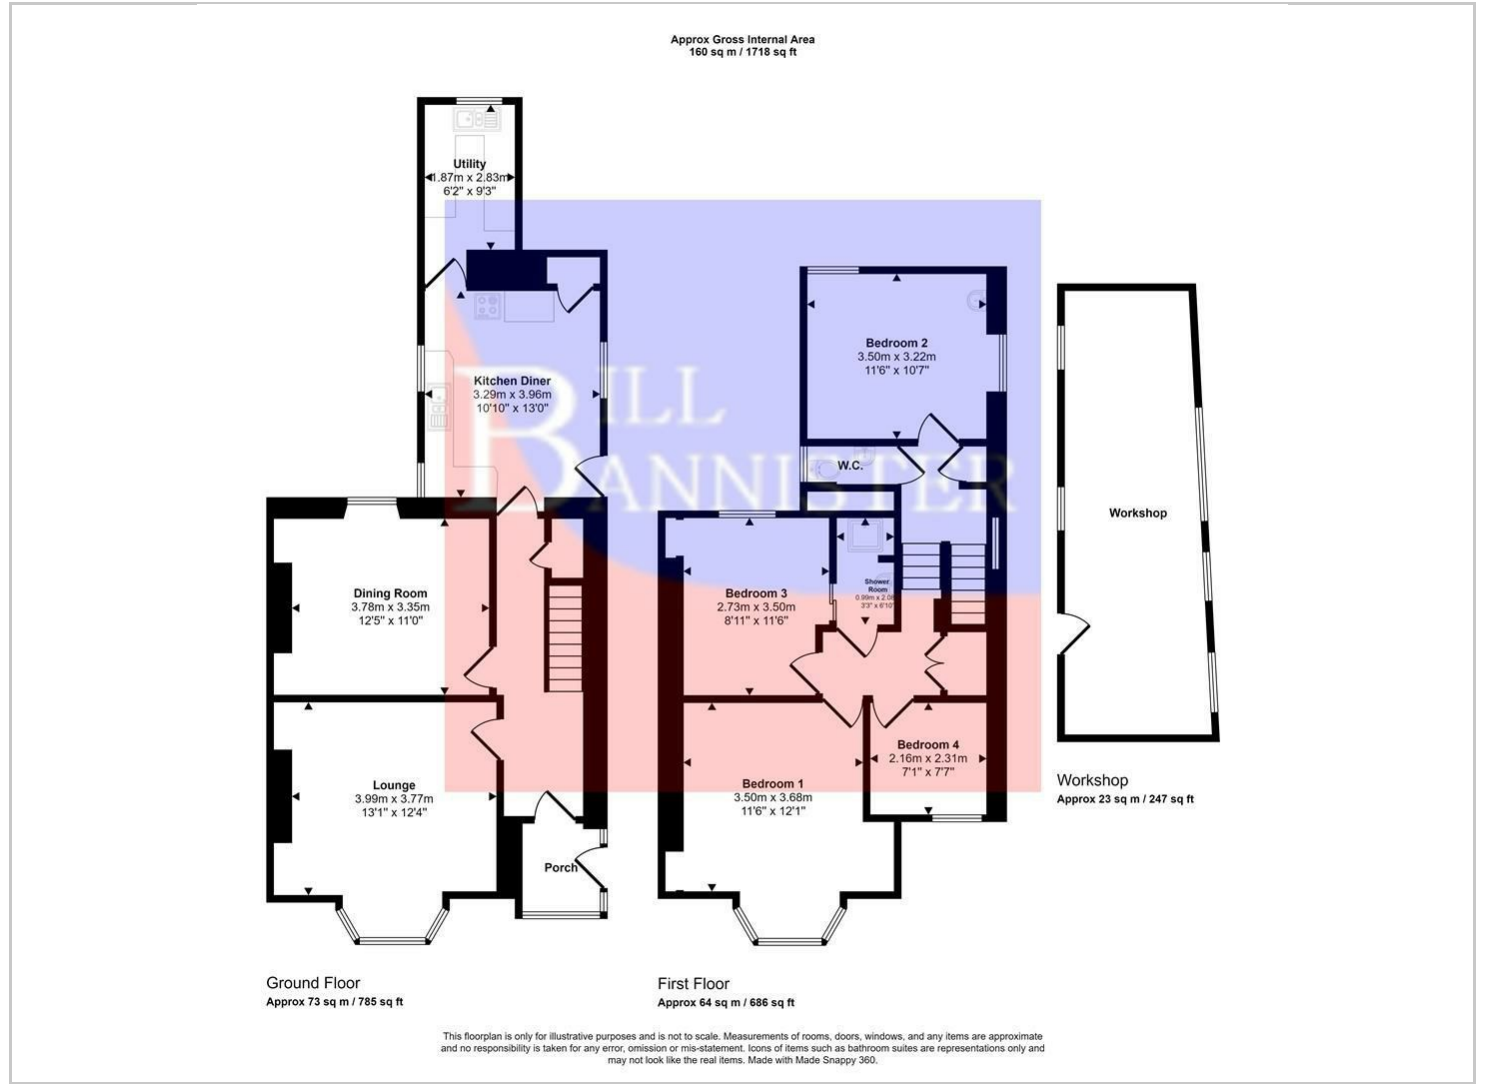 Approx Gross Internal Area
160 sq m / 1718 sq ft
Utility
1.87m x 2.83m
6'2" x 9'3"
Kitchen Diner
3.29m x 3.96m
10'10" x 13'0"
BILL
BANNISTER
Bedroom 2
3.50m x 3.22m
11'6" x 10'7"
W.C.
Workshop
Dining Room
3.78m x 3.35m
12'5" x 11'0"
Bedroom 3
2.73m x 3.50m
8'11" x 11'6"
Shower
Room
0.99m x 2.08
3'3" x 6'10"
Lounge
3.99m x 3.77m
13'1" x 12'4"
Bedroom 1
3.50m x 3.68m
11'6" x 12'1"
Bedroom 4
2.16m x 2.31m
7'1" x 7'7"
Porch
Workshop
Approx 23 sq m / 247 sq ft
Ground Floor
Approx 73 sq m / 785 sq ft
First Floor
Approx 64 sq m / 686 sq ft
This floorplan is only for illustrative purposes and is not to scale. Measurements of rooms, doors, windows, and any items are approximate
and no responsibility is taken for any error, omission or mis-statement. Icons of items such as bathroom suites are representations only and
may not look like the real items. Made with Made Snappy 360.